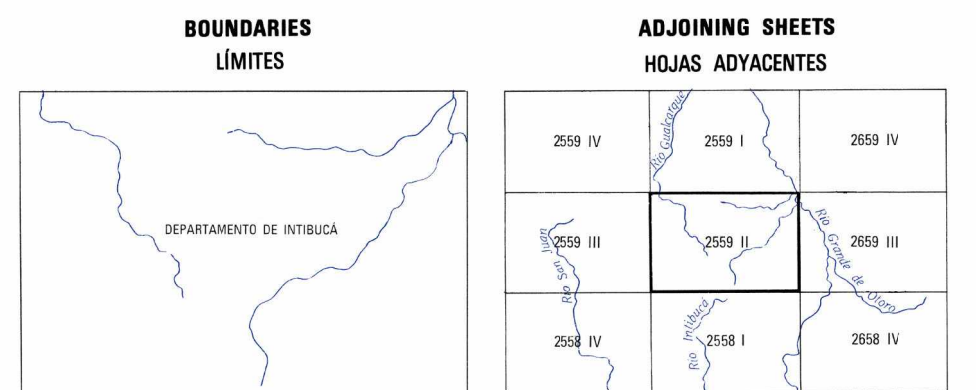 BOUNDARIES
LÍMITES
DEPARTAMENTO DE INTIBUCÁ
ADJOINING SHEETS
HOJAS ADYACENTES
2559 IV
Río Gualcarque
2559 I
2659 IV
2559 III
Río San Juan
2559 II
Río Grande de Otoro
2659 III
2558 IV
Río Intibucá
2558 I
2658 IV